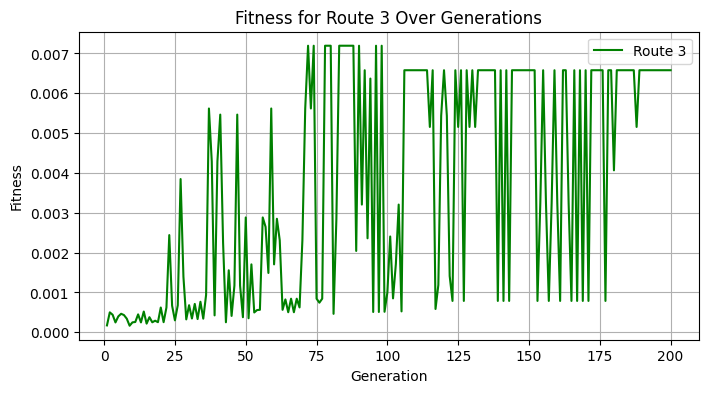 Fitness for Route 3 Over Generations
Route 3
Fitness
0.007
0.006
0.005
0.004
0.003
0.002
0.001
0.000
0 25 50 75 100 125 150 175 200
Generation